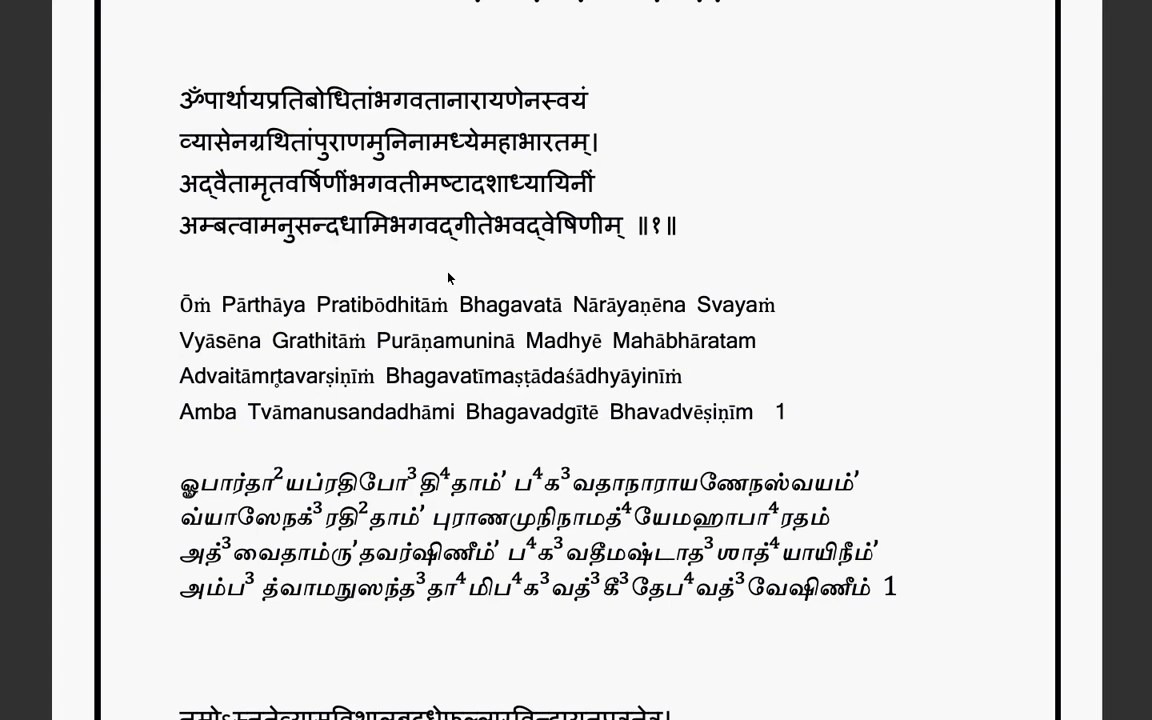 ॐपार्थायप्रतिबोधितांभगवतानारायणेनस्वयं
व्यासेनग्रथितांपुराणमुनिनामध्येमहाभारतम्।
अद्वैतामृतवर्षिणींभगवतीमष्टादशाध्यायिनीं
अम्बत्वामनुसन्दधामिभगवद्गीतेभवद्वेषिणीम् ॥१॥
Ōṁ Pārthāya Pratibōdhitāṁ Bhagavatā Nārāyaṇēna Svayaṁ
Vyāsēna Grathitāṁ Purāṇamuninā Madhyē Mahābhāratam
Advaitāmr̥tavarṣiṇīṁ Bhagavatīmaṣṭādaśādhyāyinīṁ
Amba Tvāmanusandadhāmi Bhagavadgītē Bhavadvēṣiṇīm 1
ஓபார்தா²யப்ரதிபோ³தி⁴தாம்ʼ ப⁴க³வதாநாராயணேநஸ்வயம்ʼ
வ்யாஸேநக்³ரதி²தாம்ʼ புராணமுநிநாமத்⁴யேமஹாபா⁴ரதம்
அத்³வைதாம்ருʼதவர்ஷிணீம்ʼ ப⁴க³வதீமஷ்டாத³ஶாத்⁴யாயிநீம்ʼ
அம்ப³ த்வாமநுஸந்த³தா⁴மிப⁴க³வத்³கீ³தேப⁴வத்³வேஷிணீம் 1